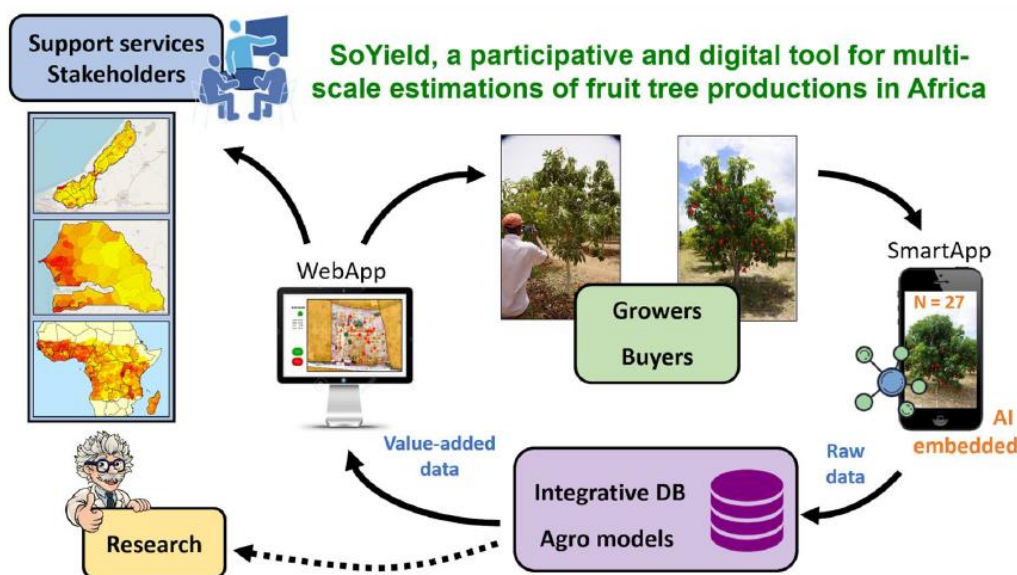 Support services
Stakeholders
SoYield, a participative and digital tool for multi-
scale estimations of fruit tree productions in Africa
WebApp
SmartApp
N = 27
Growers
Buyers
AI
embedded
Value-added
data
Raw
data
Integrative DB
Agro models
Research